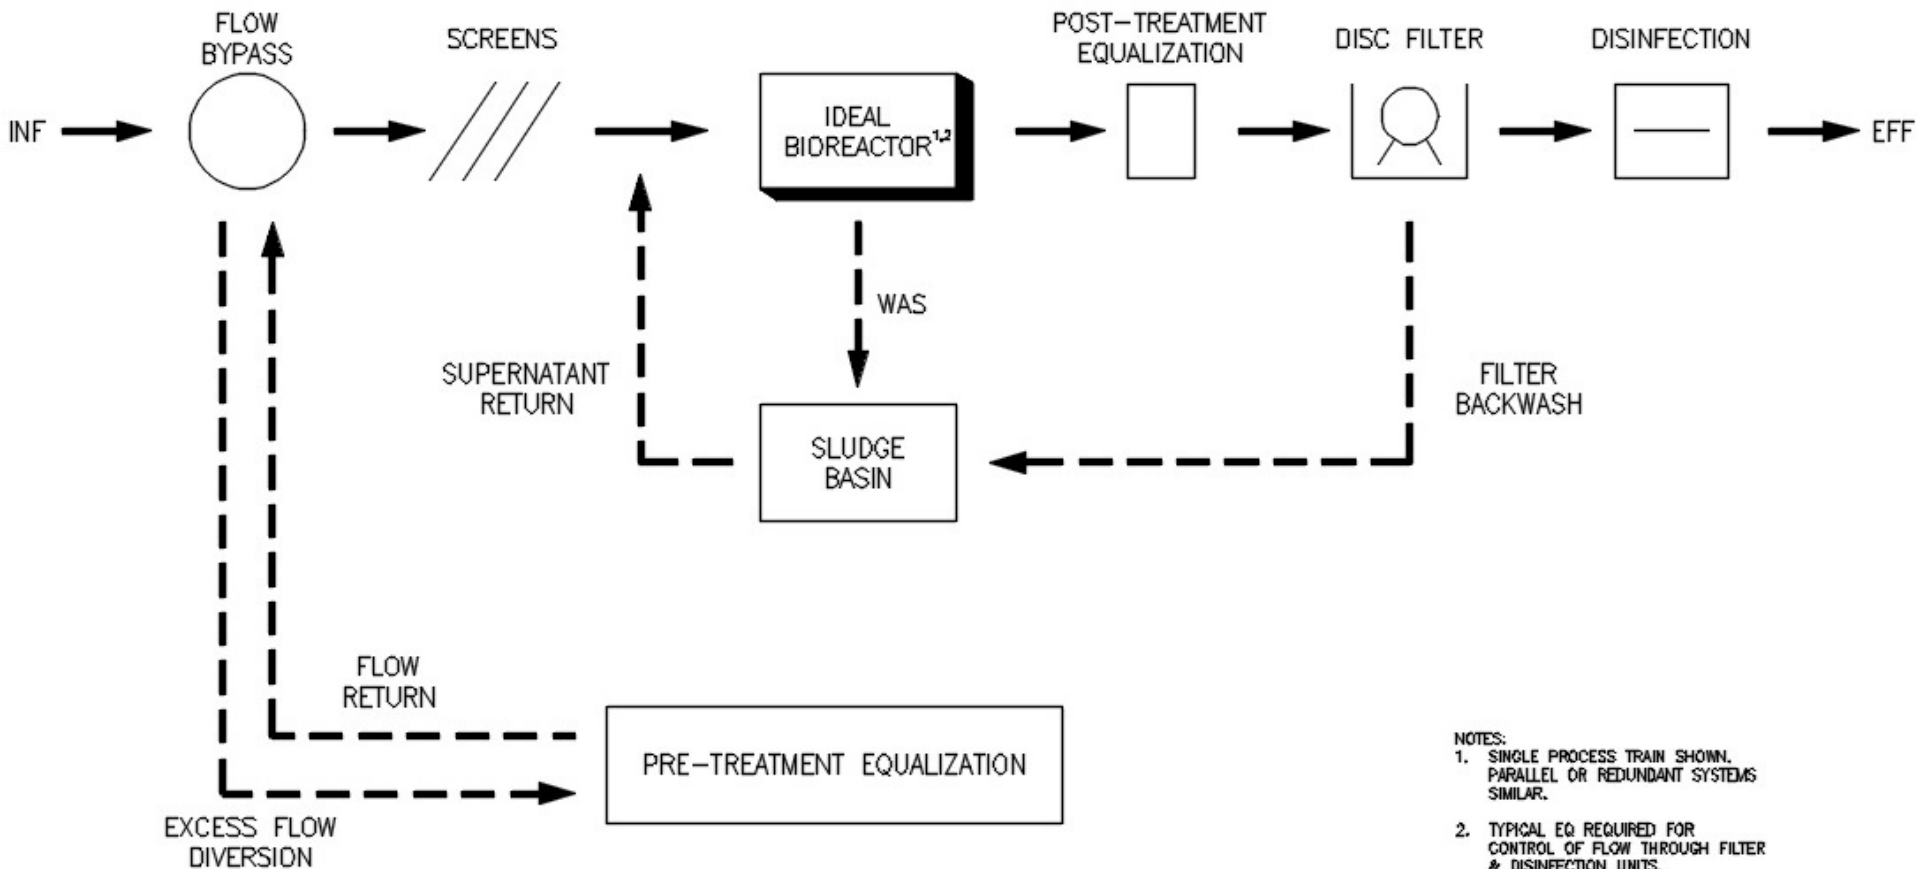 FLOW
BYPASS
SCREENS
POST-TREATMENT
EQUALIZATION
DISC FILTER
DISINFECTION
INF
IDEAL
BIOREACTOR¹,²
EFF
WAS
SUPERNATANT
RETURN
FILTER
BACKWASH
SLUDGE
BASIN
FLOW
RETURN
PRE-TREATMENT EQUALIZATION
EXCESS FLOW
DIVERSION
NOTES:
1. SINGLE PROCESS TRAIN SHOWN.
PARALLEL OR REDUNDANT SYSTEMS
SIMILAR.
2. TYPICAL EQ REQUIRED FOR
CONTROL OF FLOW THROUGH FILTER
& DISINFECTION UNITS.